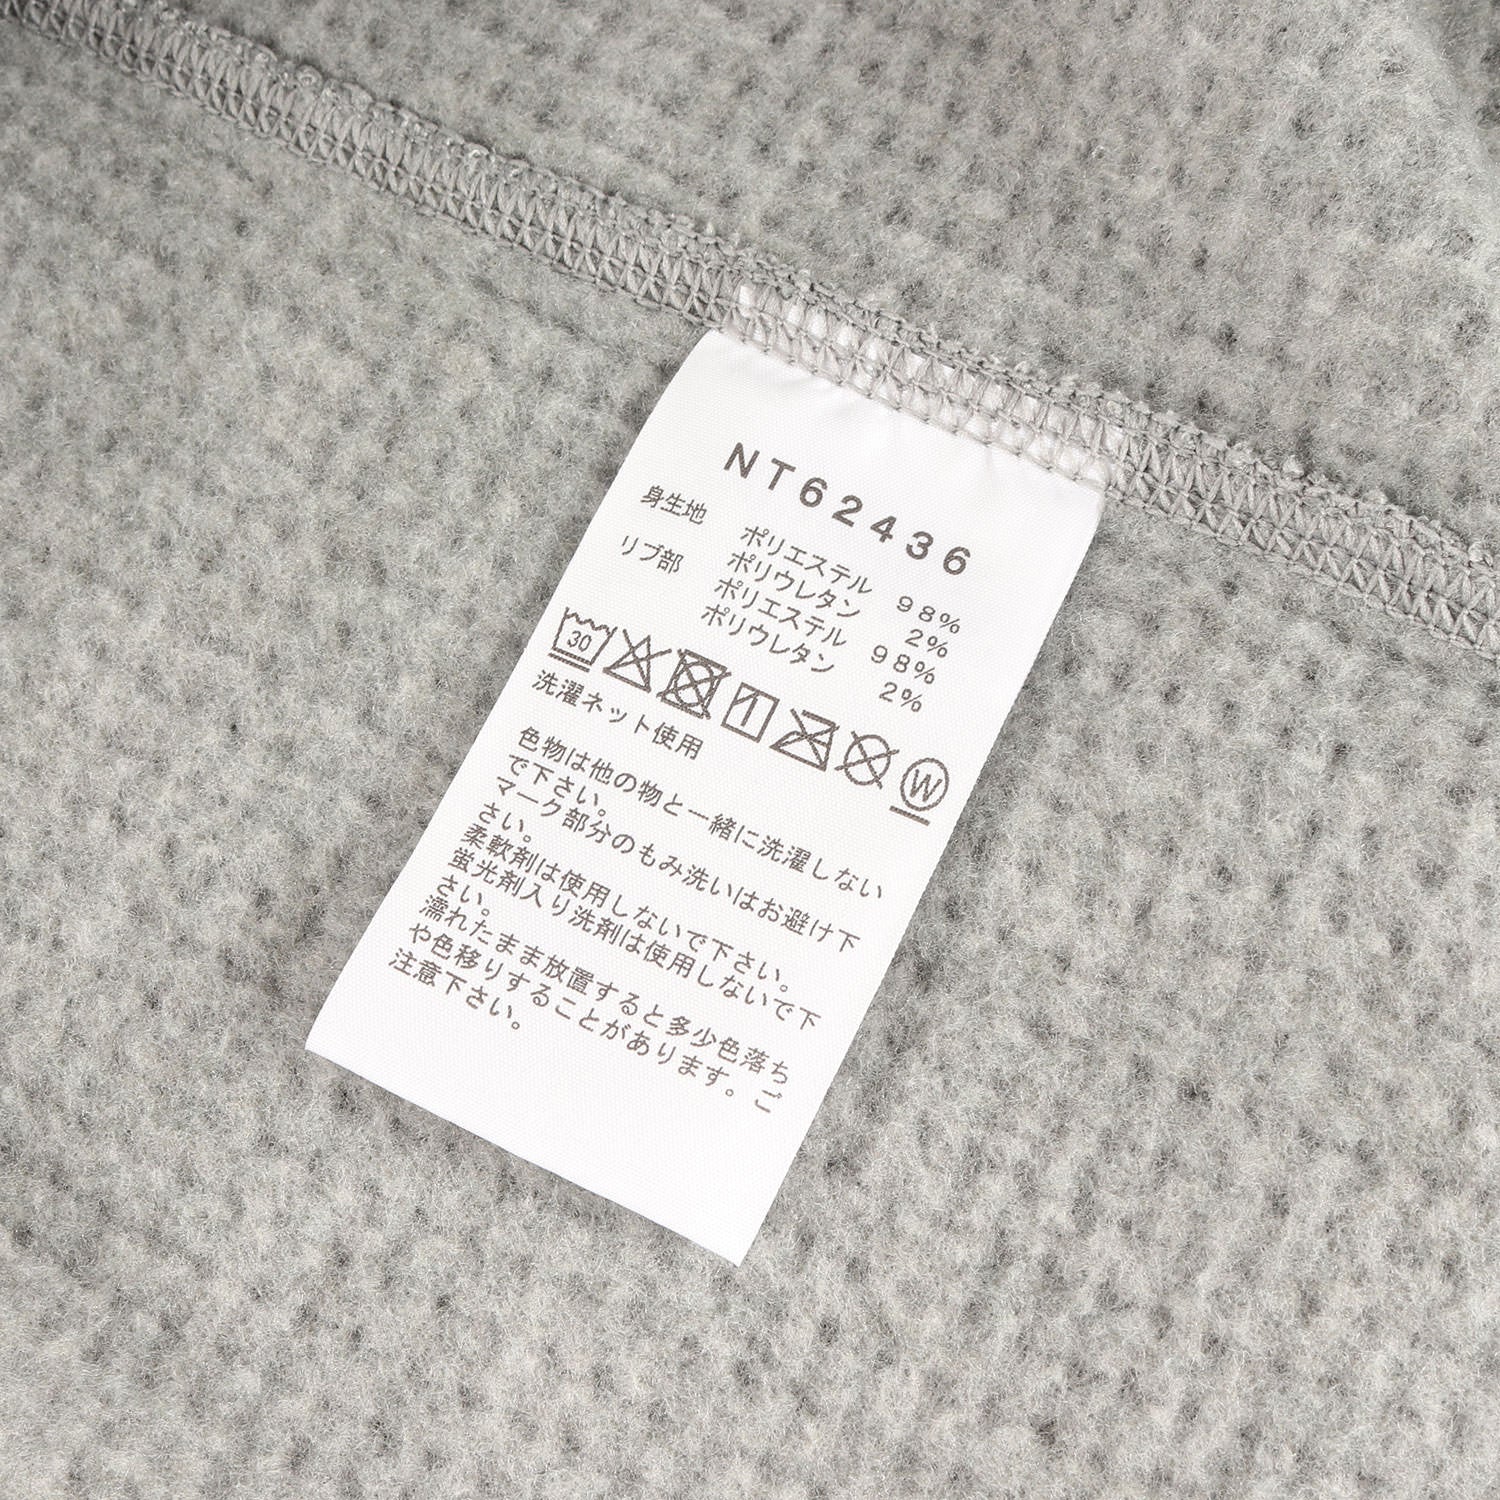 NT62436
身生地 ポリエステル 98%
ポリウレタン 2%
リブ部 ポリエステル 98%
ポリウレタン 2%
30
W
洗濯ネット使用
色物は他の物と一緒に洗濯しない
で下さい。
マーク部分のもみ洗いはお避け下
さい。
柔軟剤は使用しないで下さい。
蛍光剤入り洗剤は使用しないで下
さい。
濡れたまま放置すると多少色落ち
や色移りすることがあります。ご
注意下さい。